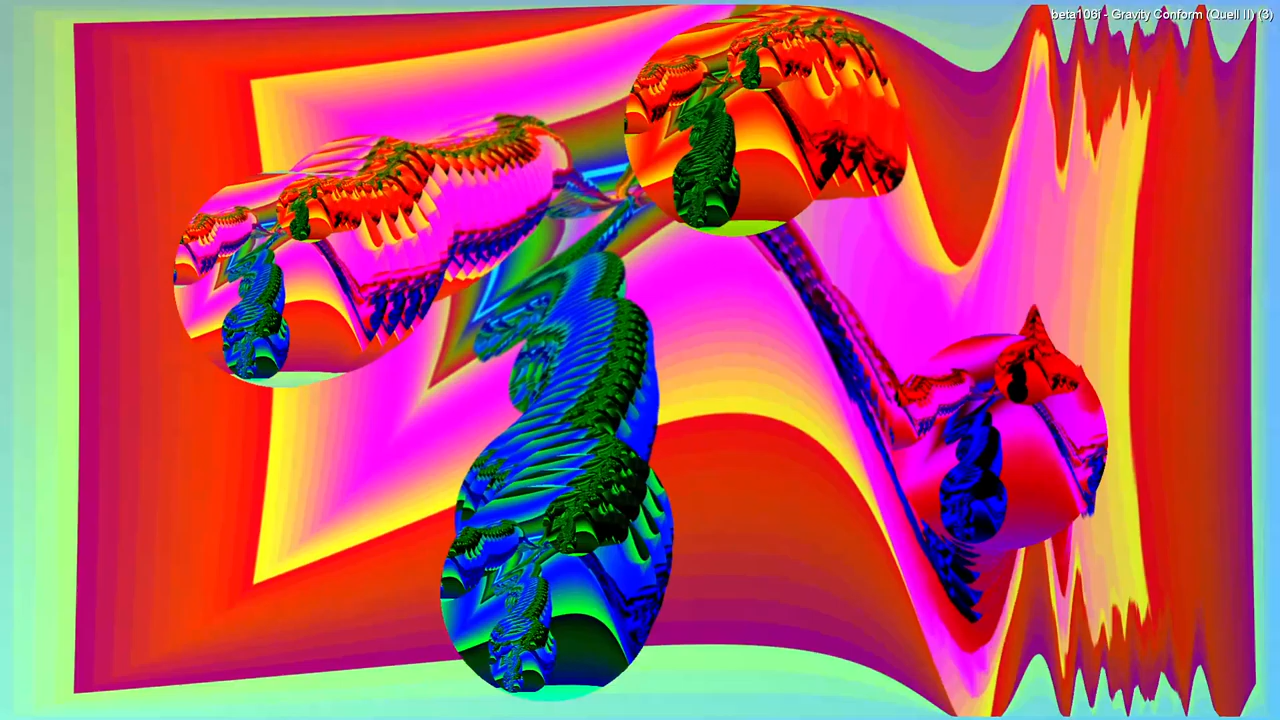 beta106i - Gravity Conform (Quell II) (3)